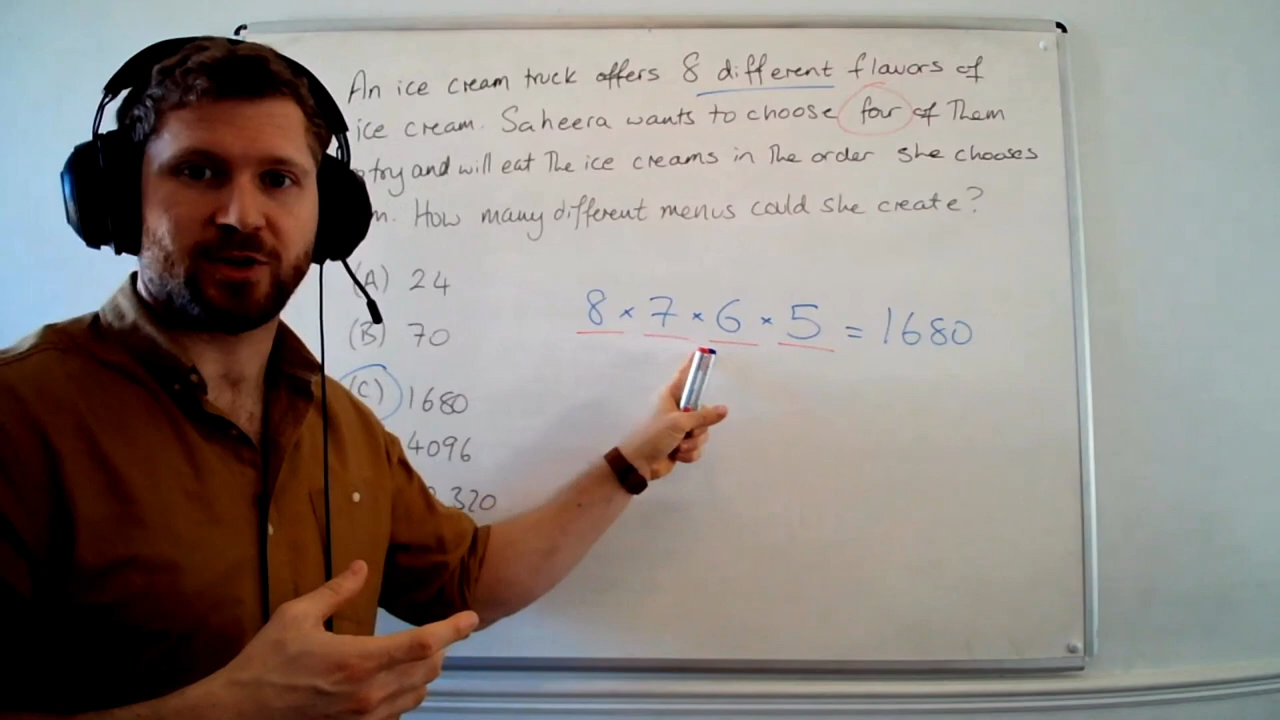 An ice cream truck offers 8 different flavors of
ice cream. Saheera wants to choose four of them
try and will eat the ice creams in the order she chooses
m. How many different menus could she create?
(A) 24
(B) 70
(C) 1680
4096
320
8 × 7 × 6 × 5 = 1680